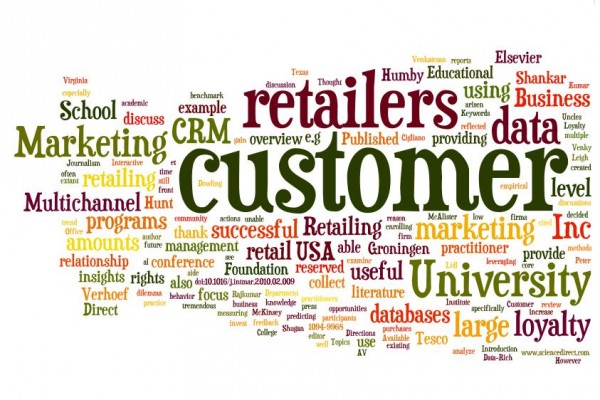 Venkatesan reports Elsevier
Virginia Texas Thought Humby Educational Shankar Kumar
especially benchmark discussion using Business
School academic example retailers arisen Keywords Uncles
discuss CRM gain data Loyalty multiple
Marketing overview e.g Published Cigliano reflected providing Venky
Journalism Interactive et customer Leigh created
often extant retailing time still Dowling empirical level
Multichannel Hunt front discussions
trend Office programs community actions unable successful Retailing reason enrolling firm McAlister low firms cited decided
amounts author thank marketing Inc
future management see retail USA able Groningen practitioner methods
relationship al conference Foundation reserved examine Lidl leveraging core provide Peter
insights rights also aside doi:10.1016/j.intmar.2010.02.009 collect useful University
Verhoef dilemma behavior focus Rajkumar Department practitioners literature
Direct practice tremendous business knowledge press opportunities Institute specifically Customer review increase
measuring McKinsey predicting participants databases large loyalty
invest feedback Shugan 1094-9968 Directions purchases Tesco
College editor well Topics use Available existing analyze Introduction www.sciencedirect.com
AV Data-Rich However